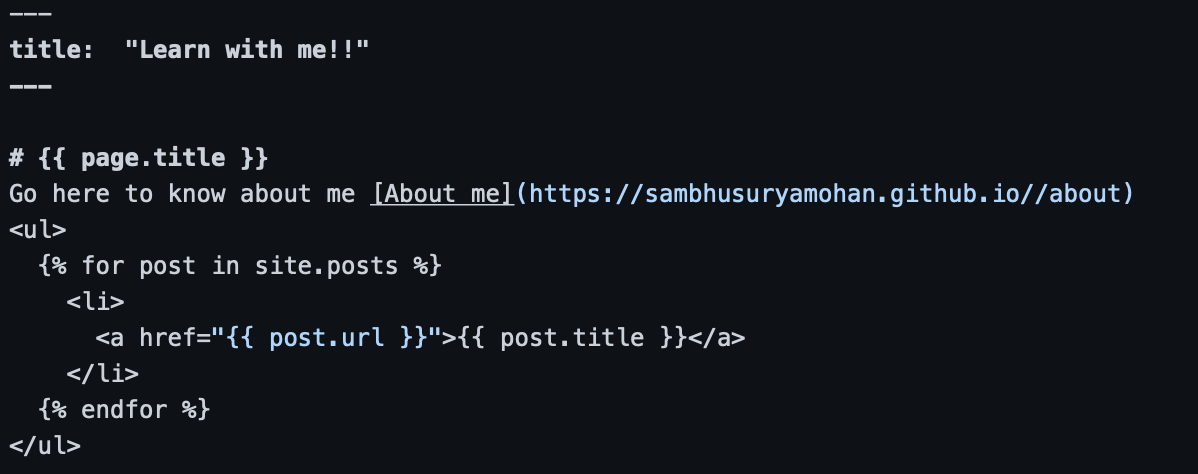 ---
title:  "Learn with me!!"
---

# {{ page.title }}
Go here to know about me [About me](https://sambhusuryamohan.github.io//about)
<ul>
  {% for post in site.posts %}
    <li>
      <a href="{{ post.url }}">{{ post.title }}</a>
    </li>
  {% endfor %}
</ul>